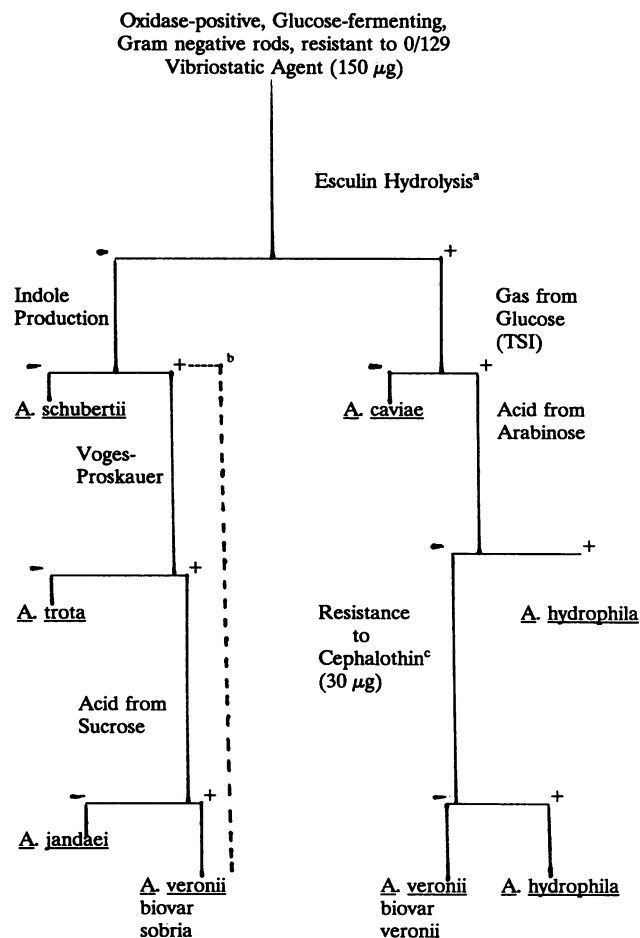 Oxidase-positive, Glucose-fermenting,
Gram negative rods, resistant to 0/129
Vibriostatic Agent (150 μg)
Esculin Hydrolysisᵃ
-
+
Indole
Production
Gas from
Glucose
(TSI)
-
+
b
-
+
A. schubertii
A. caviae
Acid from
Arabinose
Voges-
Proskauer
-
+
-
+
A. trota
Resistance
to
Cephalothinᶜ
(30 μg)
A. hydrophila
Acid from
Sucrose
-
+
-
+
A. jandaei
A. veronii
biovar
sobria
A. veronii
biovar
veronii
A. hydrophila